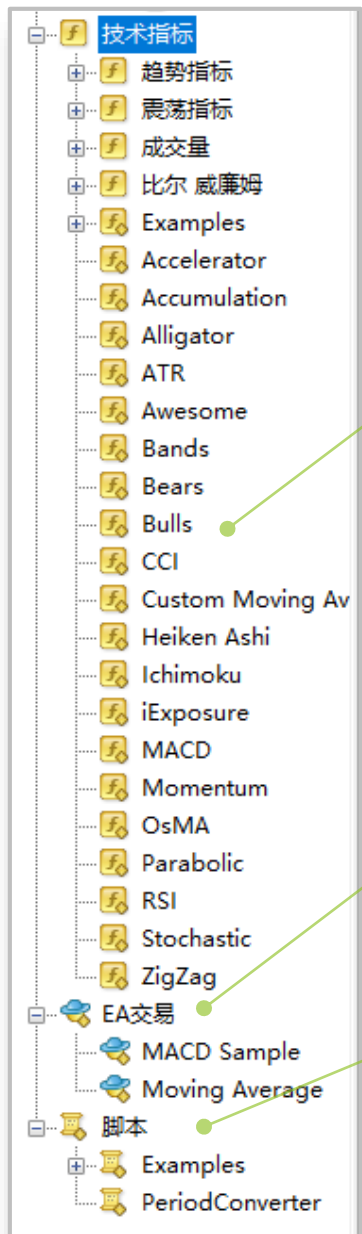 技术指标
趋势指标
震荡指标
成交量
比尔 威廉姆
Examples
Accelerator
Accumulation
Alligator
ATR
Awesome
Bands
Bears
Bulls
CCI
Custom Moving Av
Heiken Ashi
Ichimoku
iExposure
MACD
Momentum
OsMA
Parabolic
RSI
Stochastic
ZigZag
EA交易
MACD Sample
Moving Average
脚本
Examples
PeriodConverter